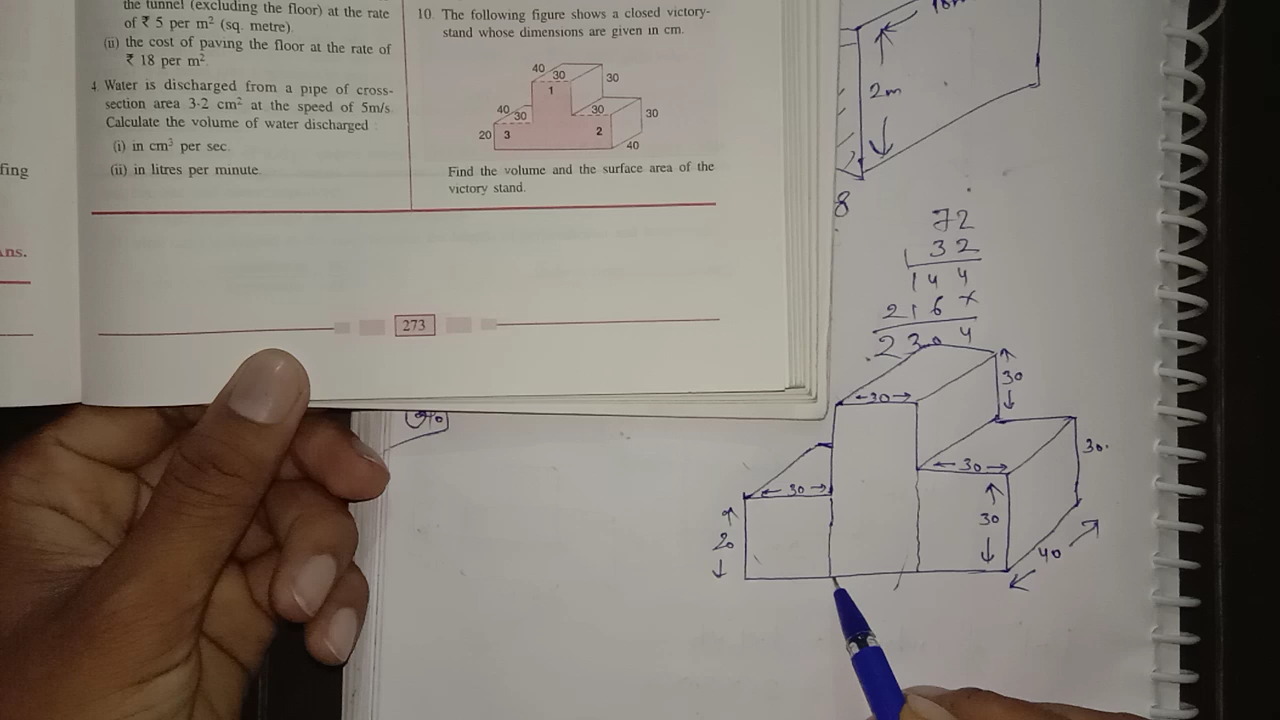 the tunnel (excluding the floor) at the rate
of ₹ 5 per m² (sq. metre).
(ii) the cost of paving the floor at the rate of
₹ 18 per m².
4. Water is discharged from a pipe of cross-
section area 3·2 cm² at the speed of 5m/s.
Calculate the volume of water discharged :
(i) in cm³ per sec.
(ii) in litres per minute.
10. The following figure shows a closed victory-
stand whose dimensions are given in cm.
40
30
30
1
40
30
30
30
20
3
2
40
Find the volume and the surface area of the
victory stand.
273
fing
ns.
2m
8
72
32
144
216×
2304
30
30
30
30
30
30
20
40